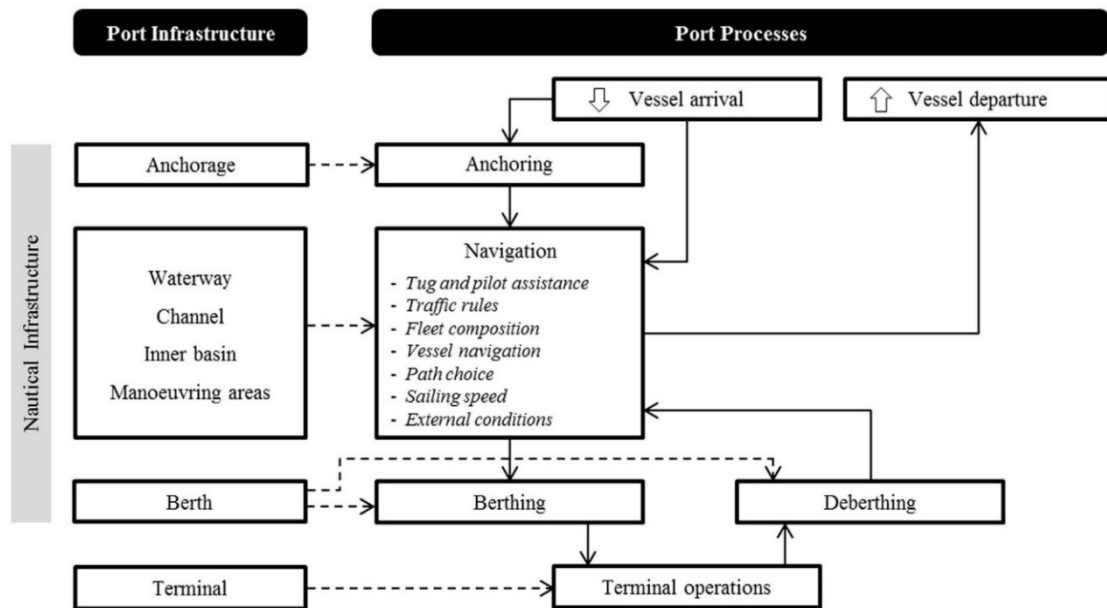 Port Infrastructure
Port Processes
Vessel arrival
Vessel departure
Nautical Infrastructure
Anchorage
Anchoring
Waterway
Channel
Inner basin
Manoeuvring areas
Navigation
- Tug and pilot assistance
- Traffic rules
- Fleet composition
- Vessel navigation
- Path choice
- Sailing speed
- External conditions
Berth
Berthing
Deberthing
Terminal
Terminal operations